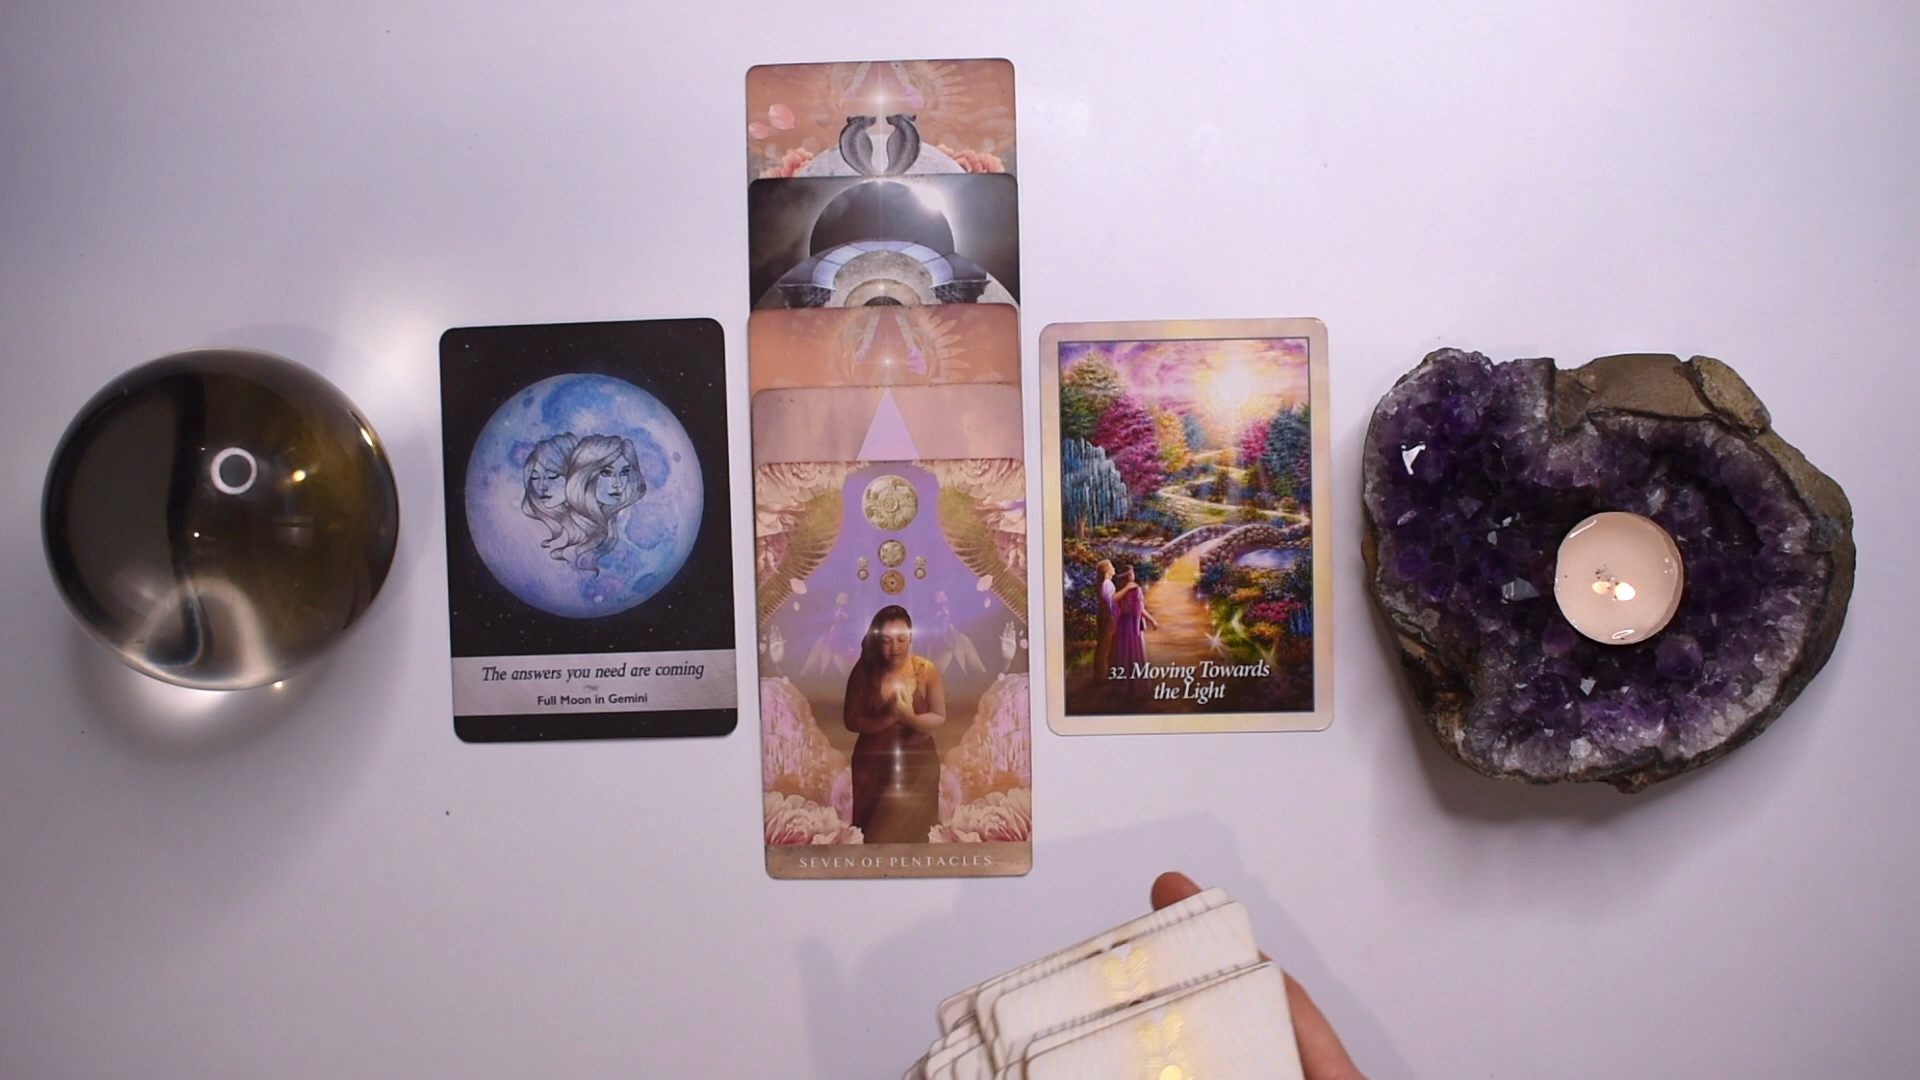 The answers you need are coming
Full Moon in Gemini
SEVEN OF PENTACLES
32. Moving Towards
the Light